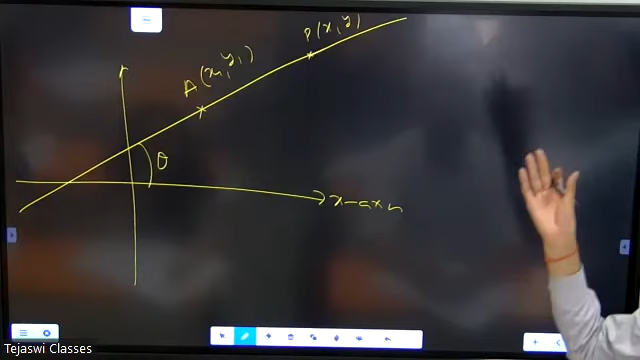 P(x, y)
A(x₁, y₁)
θ
x-axis
Tejaswi Classes